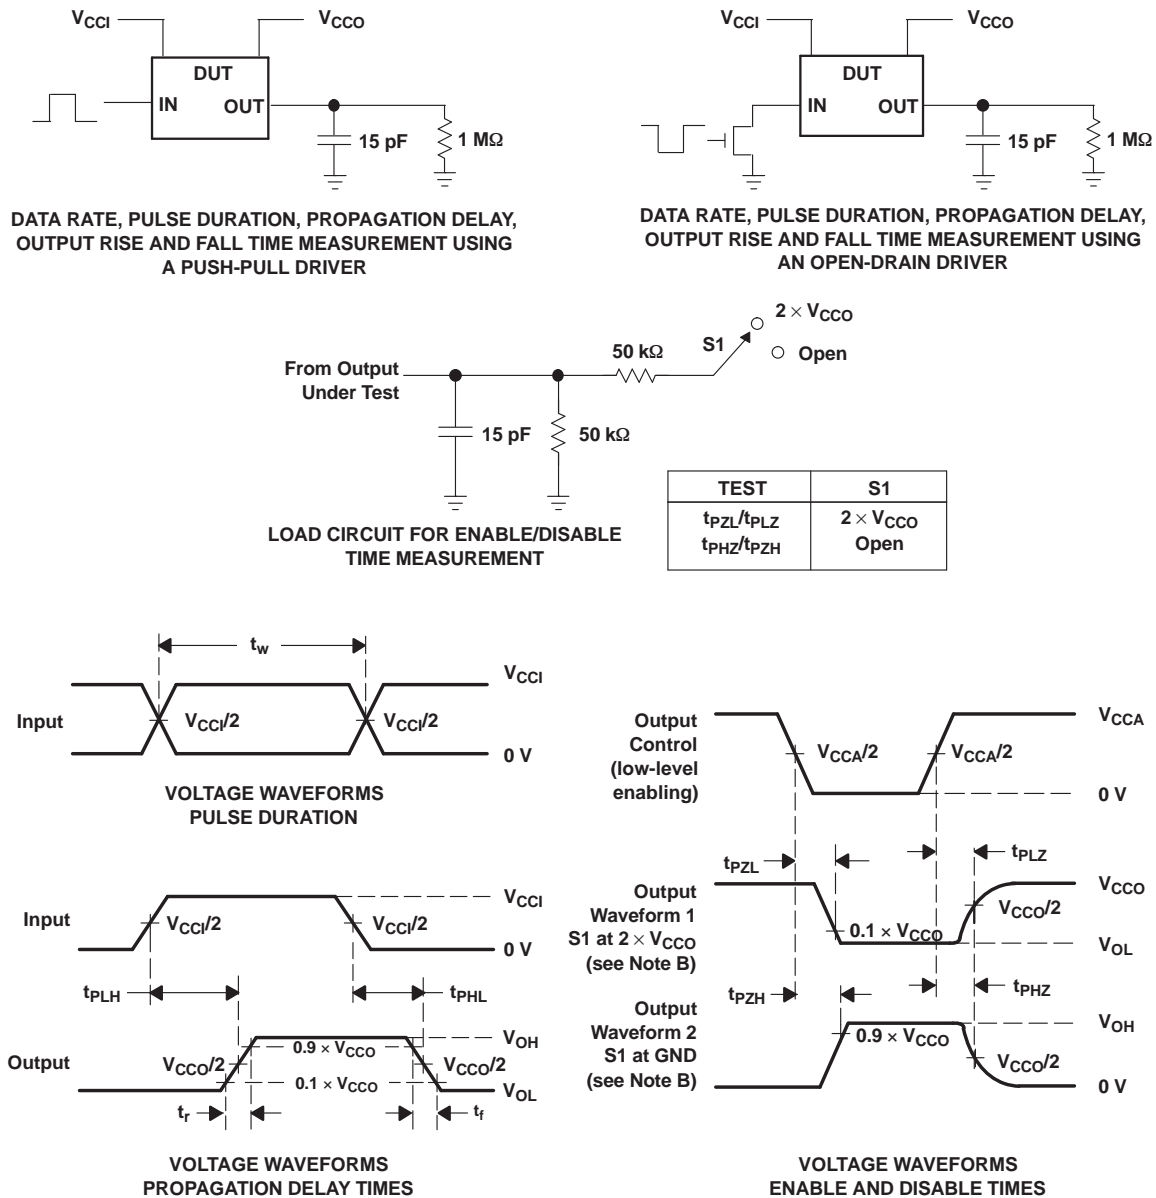 VCCI
VCCO
DUT
IN
OUT
15 pF
1 MΩ
DATA RATE, PULSE DURATION, PROPAGATION DELAY,
OUTPUT RISE AND FALL TIME MEASUREMENT USING
A PUSH-PULL DRIVER
VCCI
VCCO
DUT
IN
OUT
15 pF
1 MΩ
DATA RATE, PULSE DURATION, PROPAGATION DELAY,
OUTPUT RISE AND FALL TIME MEASUREMENT USING
AN OPEN-DRAIN DRIVER
From Output
Under Test
15 pF
50 kΩ
50 kΩ
S1
2 × VCCO
Open
LOAD CIRCUIT FOR ENABLE/DISABLE
TIME MEASUREMENT
TEST S1
tPZL/tPLZ 2 × VCCO
tPHZ/tPZH Open
tw
Input
VCCI/2
VCCI/2
VCCI
0 V
VOLTAGE WAVEFORMS
PULSE DURATION
Input
VCCI/2
VCCI/2
VCCI
0 V
tPLH
tPHL
Output
VCCO/2
0.9 × VCCO
0.1 × VCCO
VCCO/2
VOH
VOL
tr
tf
VOLTAGE WAVEFORMS
PROPAGATION DELAY TIMES
Output
Control
(low-level
enabling)
VCCA/2
VCCA/2
VCCA
0 V
tPZL
tPLZ
Output
Waveform 1
S1 at 2 × VCCO
(see Note B)
0.1 × VCCO
VCCO/2
VCCO
VOL
tPZH
tPHZ
Output
Waveform 2
S1 at GND
(see Note B)
0.9 × VCCO
VCCO/2
VOH
0 V
VOLTAGE WAVEFORMS
ENABLE AND DISABLE TIMES